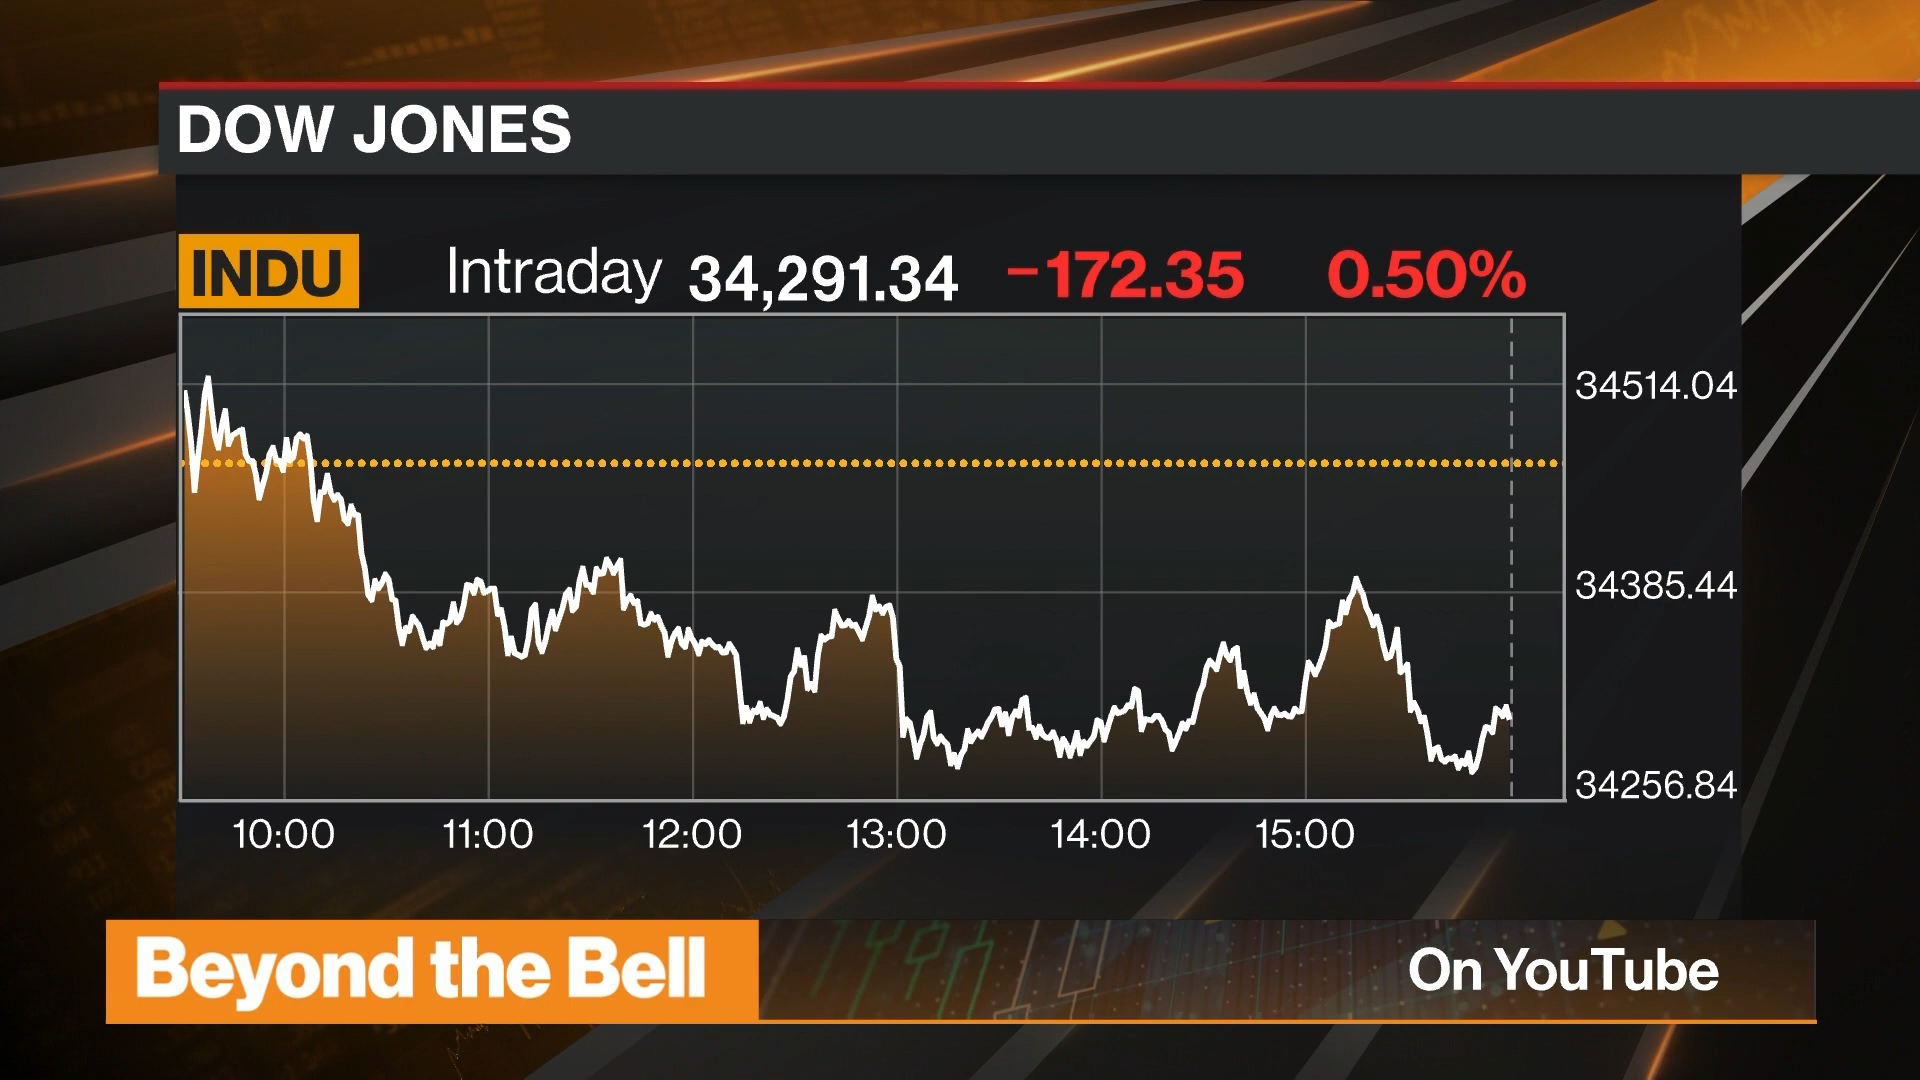 DOW JONES
INDU Intraday 34,291.34 -172.35 0.50%
34514.04
34385.44
34256.84
10:00 11:00 12:00 13:00 14:00 15:00
Beyond the Bell On YouTube